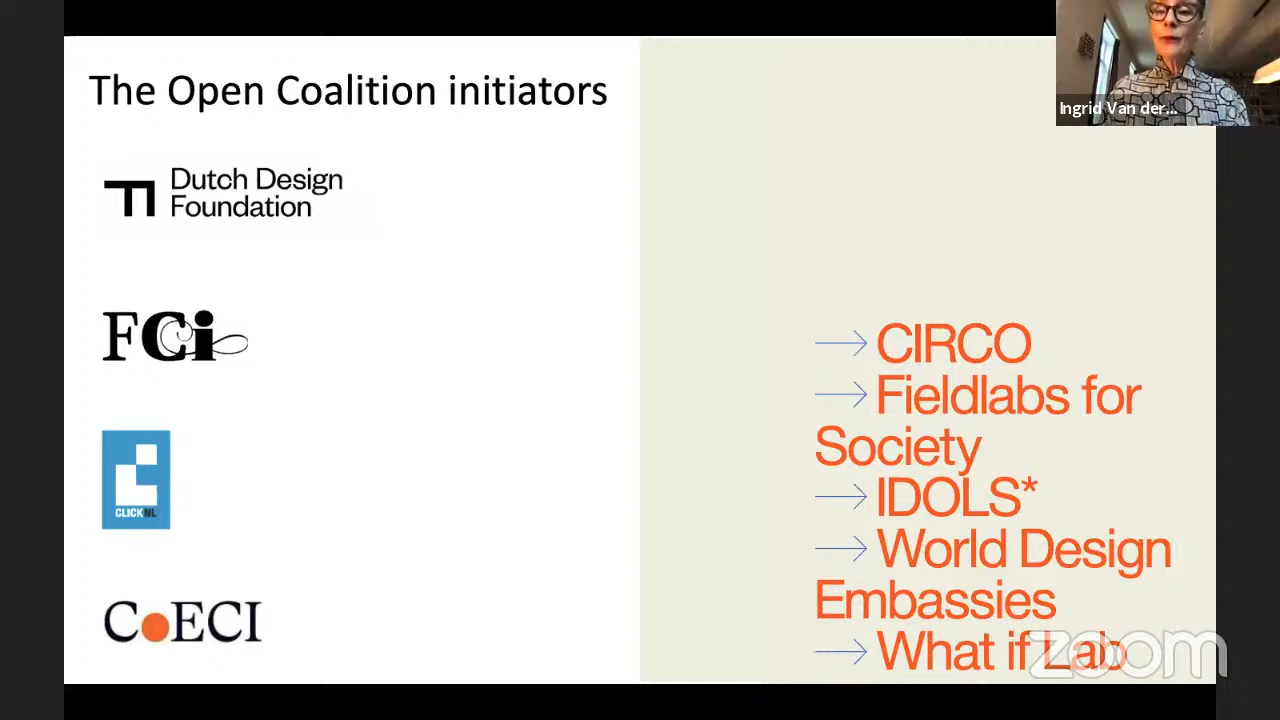 The Open Coalition initiators
Dutch Design
Foundation
FCi
CLICKNL
CoECI
→ CIRCO
→ Fieldlabs for
Society
→ IDOLS*
→ World Design
Embassies
→ What if Lab
zoom
Ingrid Van der...